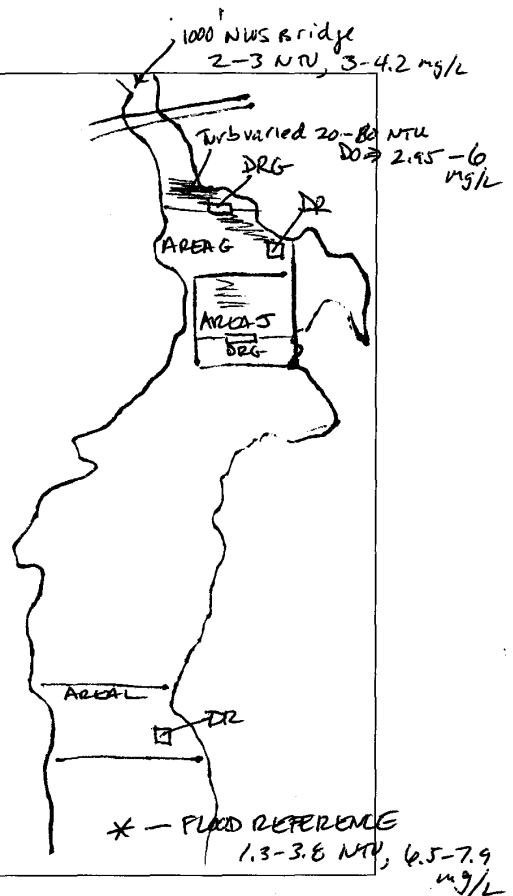 1000' NWS Bridge
2-3 NTU, 3-4.2 mg/L
Turb varied 20-80 NTU
DO ⇒ 2.95-6
mg/L
DRG
DR
AREA G
AREA J
DRG
AREA L
DR
* - FLOOD REFERENCE
1.3-3.8 NTU, 6.5-7.9
mg/L